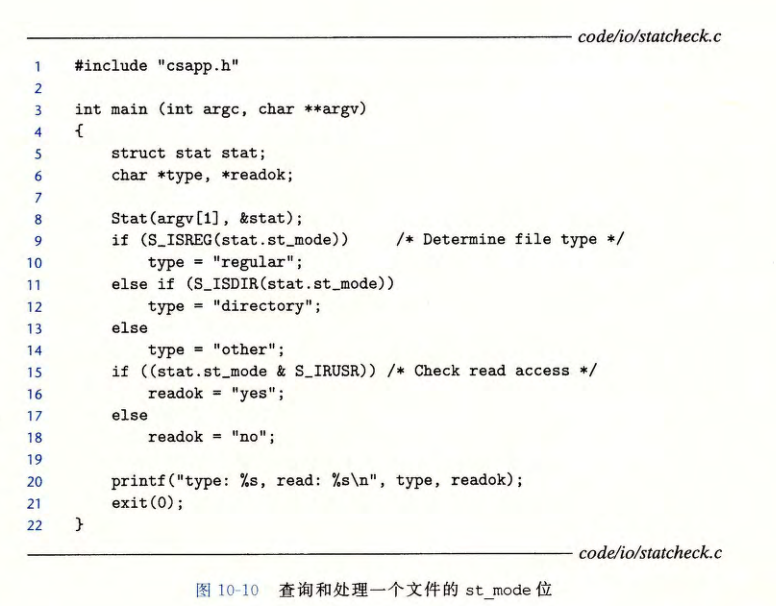 code/io/statcheck.c
1 #include "csapp.h"
2
3 int main (int argc, char **argv)
4 {
5     struct stat stat;
6     char *type, *readok;
7
8     Stat(argv[1], &stat);
9     if (S_ISREG(stat.st_mode))     /* Determine file type */
10         type = "regular";
11     else if (S_ISDIR(stat.st_mode))
12         type = "directory";
13     else
14         type = "other";
15     if ((stat.st_mode & S_IRUSR)) /* Check read access */
16         readok = "yes";
17     else
18         readok = "no";
19
20     printf("type: %s, read: %s\n", type, readok);
21     exit(0);
22 }
code/io/statcheck.c
图 10-10 查询和处理一个文件的 st_mode 位